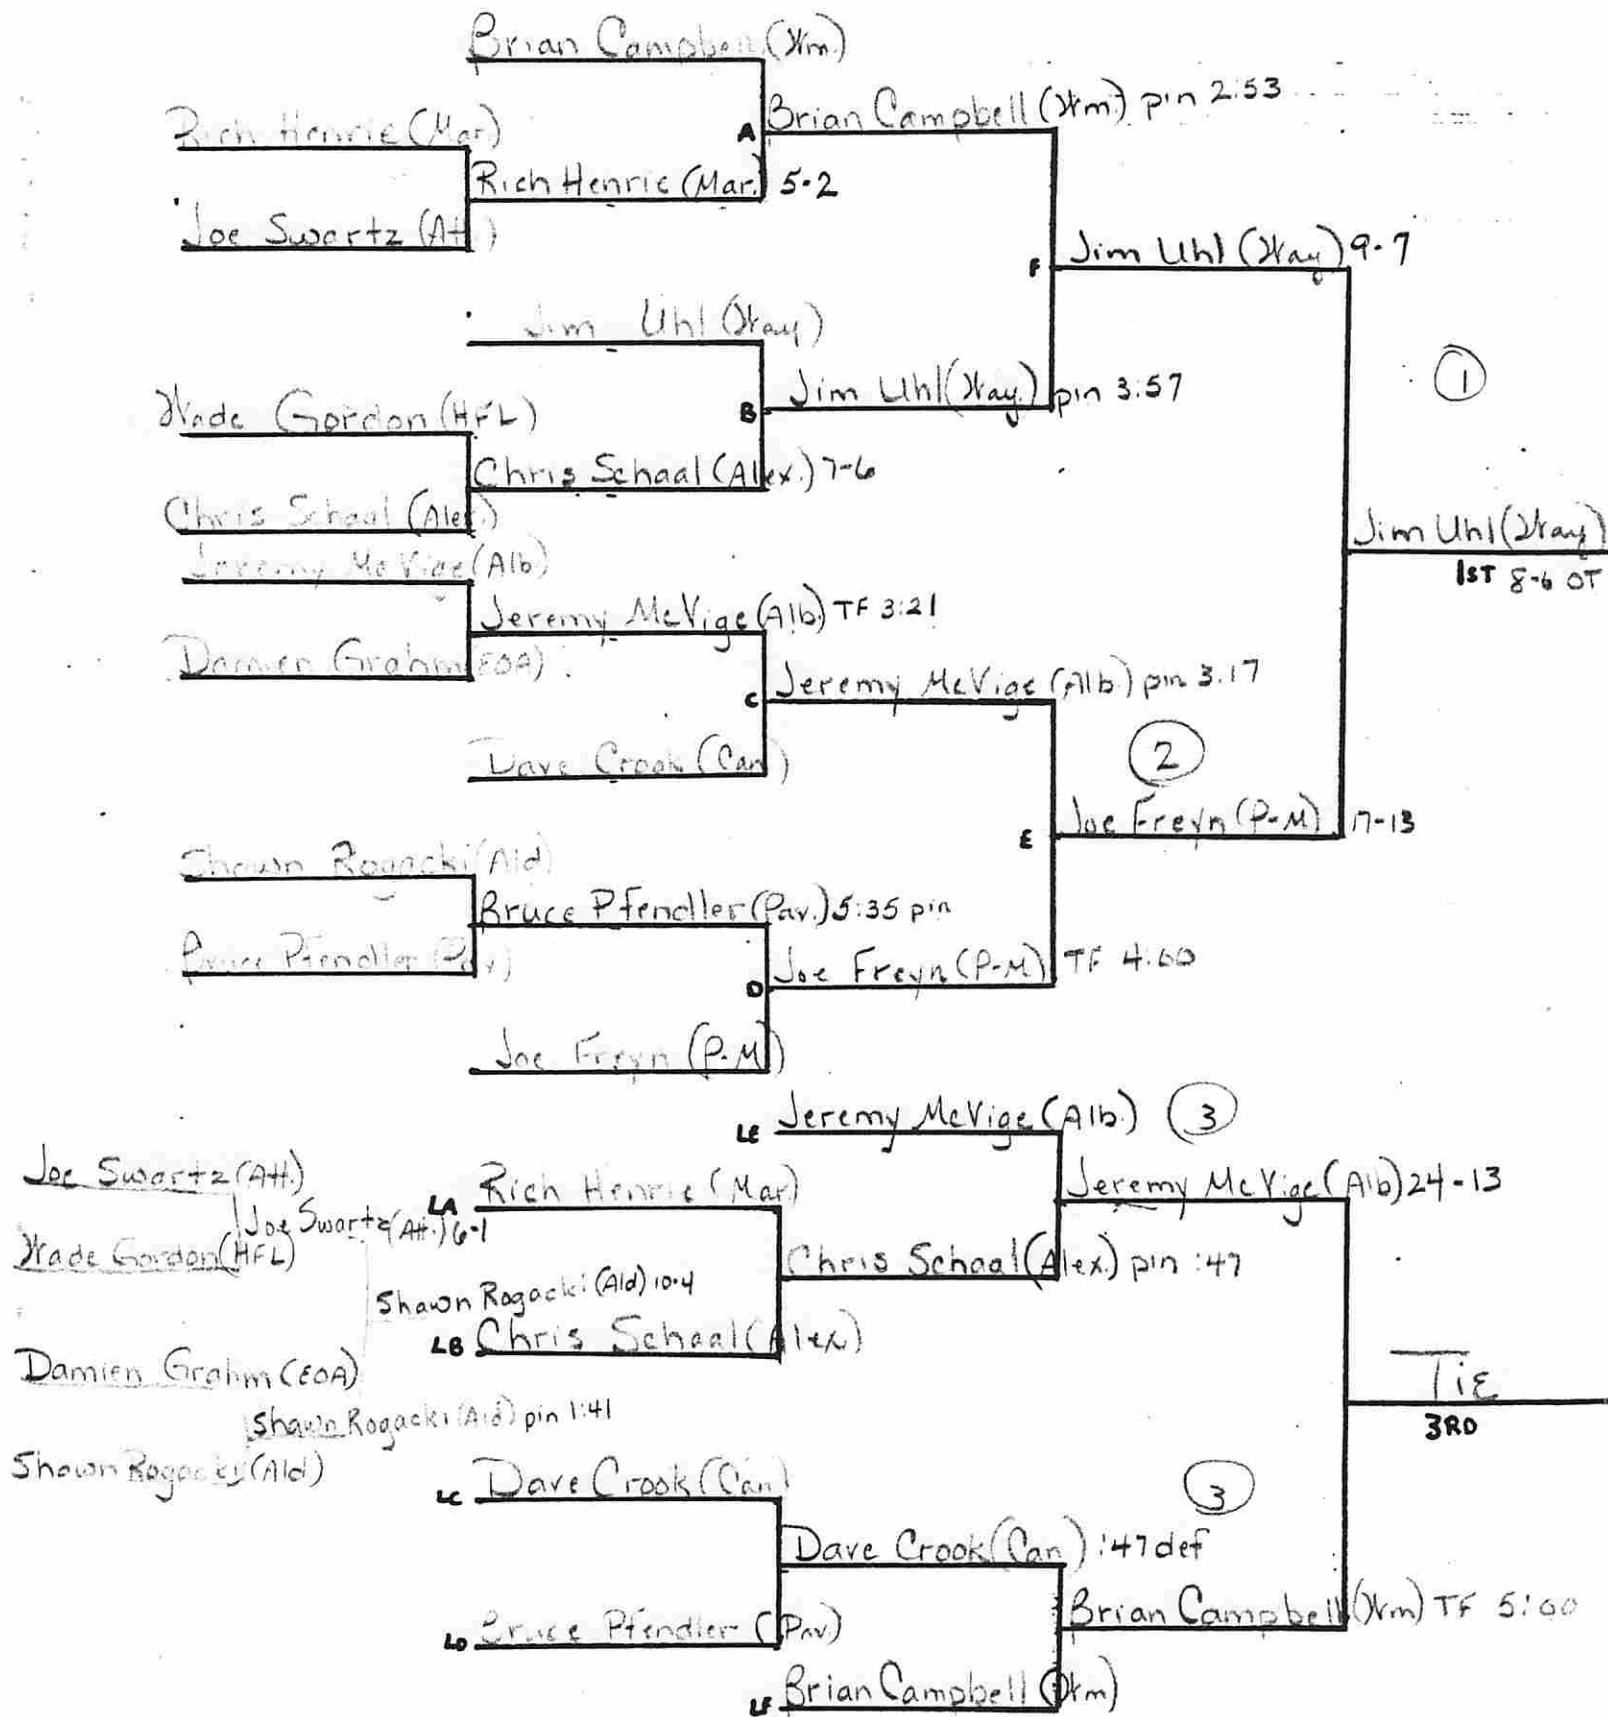 Brian Campbell (Wm.)
Rich Henrie (Mar)
A Brian Campbell (Wm.) pin 2:53
Rich Henrie (Mar.) 5-2
Joe Swartz (Att.)
F Jim Uhl (Way) 9-7
Jim Uhl (Way)
Wade Gordon (HFL)
B Jim Uhl (Way.) pin 3:57
1
Chris Schaal (Alex.) 7-6
Chris Schaal (Alex.)
Jim Uhl (Way)
1ST 8-6 OT
Jeremy McVige (Alb)
Jeremy McVige (Alb.) TF 3:21
Damien Grahm (EOA)
C Jeremy McVige (Alb.) pin 3.17
Dave Crook (Can)
2
E Joe Freyn (P-M) 17-13
Shawn Rogacki (Ald)
Bruce Pfendler (Pav.) 5:35 pin
Bruce Pfendler (Pav)
D Joe Freyn (P-M) TF 4:00
Joe Freyn (P-M)
LE Jeremy McVige (Alb.) 3
Joe Swartz (Att.)
LA Rich Henrie (Mar)
Jeremy McVige (Alb) 24-13
Joe Swartz (Att.) 6-1
Wade Gordon (HFL)
Chris Schaal (Alex.) pin :47
Shawn Rogacki (Ald) 10-4
LB Chris Schaal (Alex)
Damien Grahm (EOA)
TiE
3RD
Shawn Rogacki (Ald) pin 1:41
Shawn Rogacki (Ald)
LC Dave Crook (Can)
3
Dave Crook (Can) :47 def
LD Bruce Pfendler (Pav.)
Brian Campbell (Wm) TF 5:00
LF Brian Campbell (Wm)